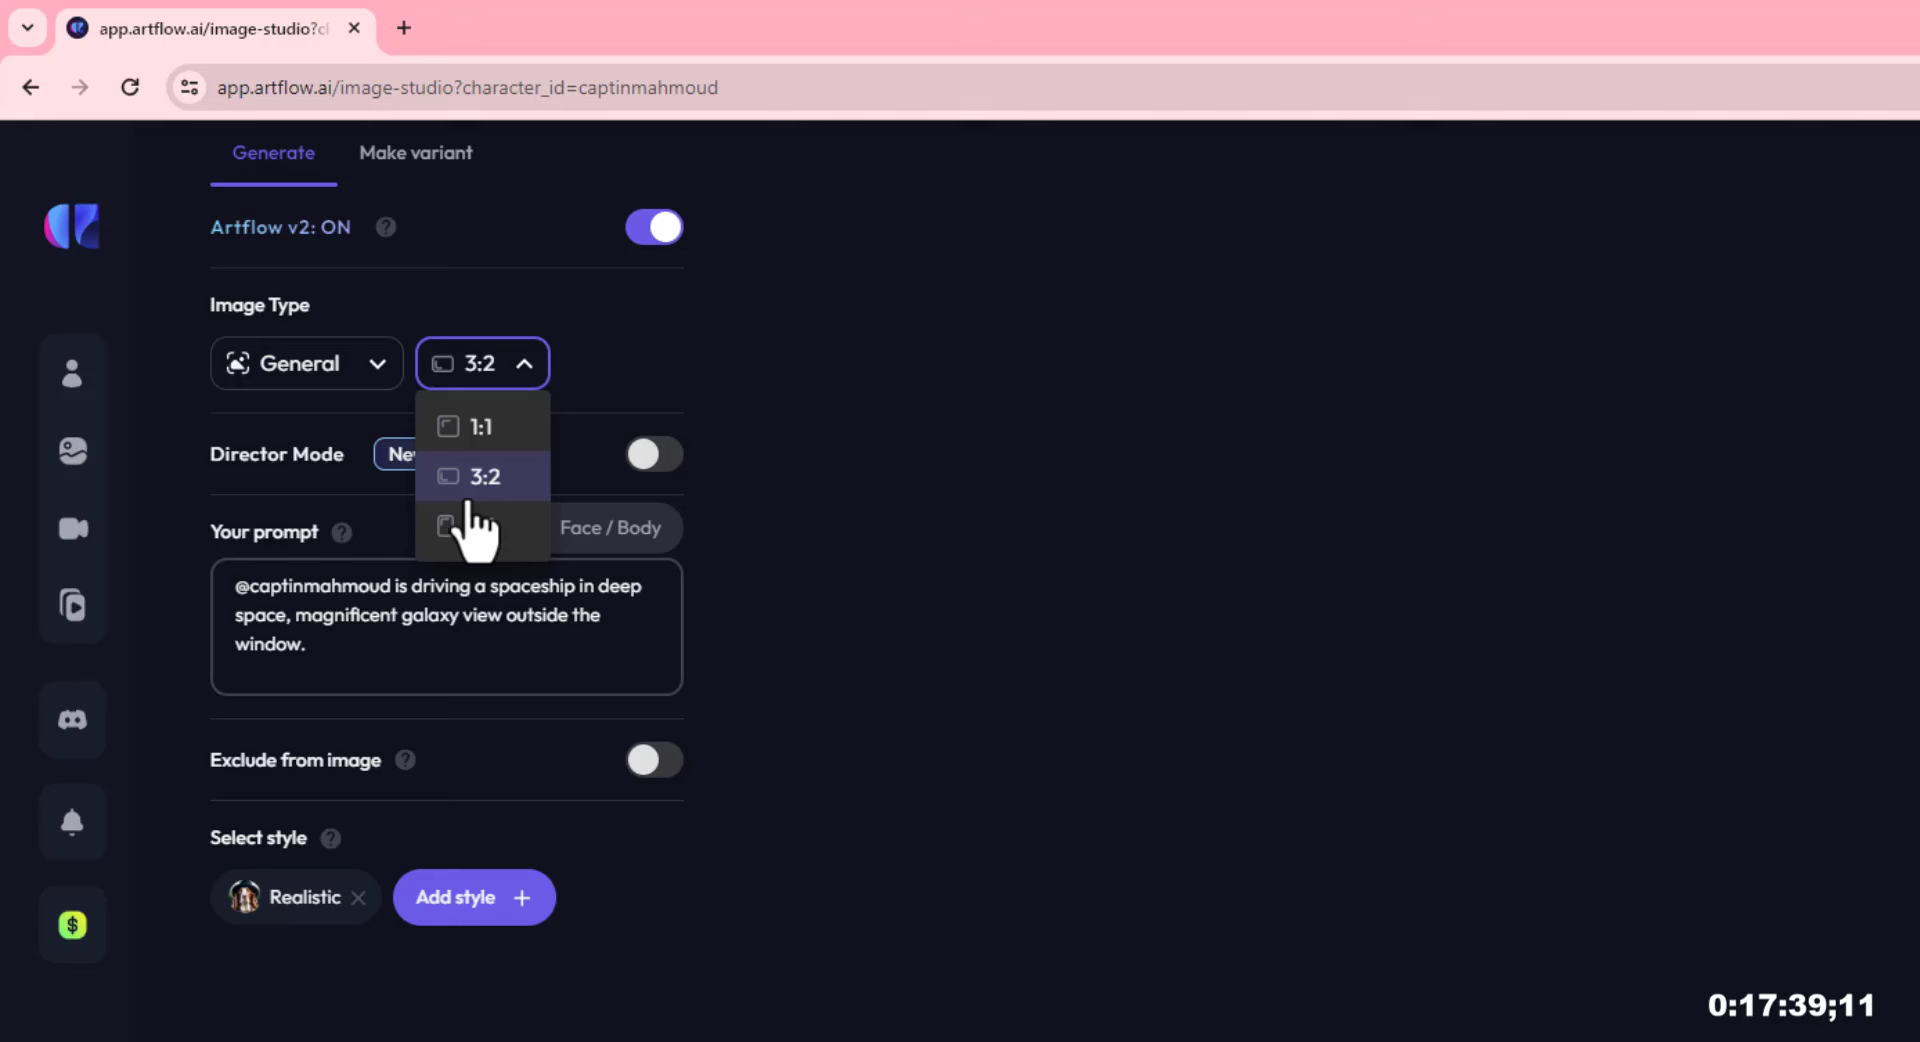 app.artflow.ai/image-studio?cl
app.artflow.ai/image-studio?character_id=captinmahmoud
Generate Make variant
Artflow v2: ON ?
Image Type
General 3:2
1:1
Director Mode New
3:2
Your prompt ? Face / Body
@captinmahmoud is driving a spaceship in deep
space, magnificent galaxy view outside the
window.
Exclude from image ?
Select style ?
Realistic Add style +
$
0:17:39;11